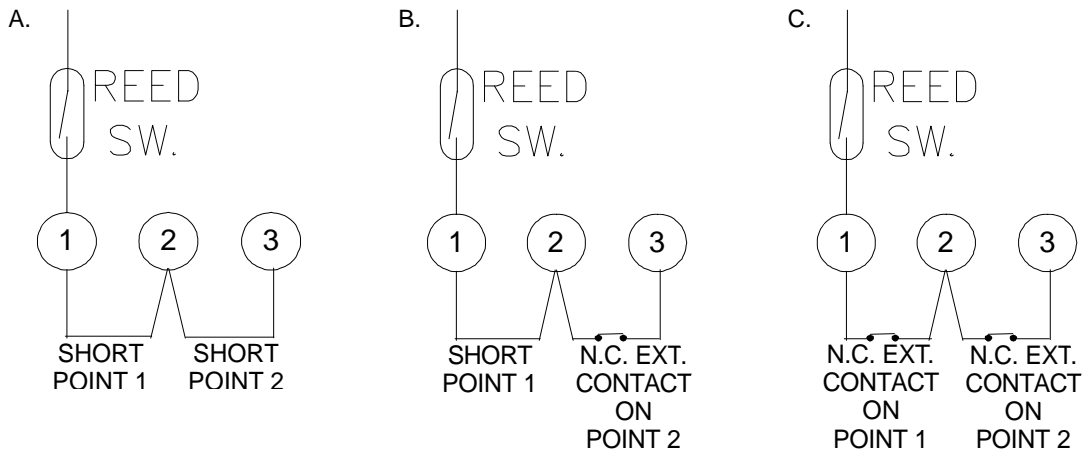 A.
REED
SW.
1
2
3
SHORT
POINT 1
SHORT
POINT 2
B.
REED
SW.
1
2
3
SHORT
POINT 1
N.C. EXT.
CONTACT
ON
POINT 2
C.
REED
SW.
1
2
3
N.C. EXT.
CONTACT
ON
POINT 1
N.C. EXT.
CONTACT
ON
POINT 2